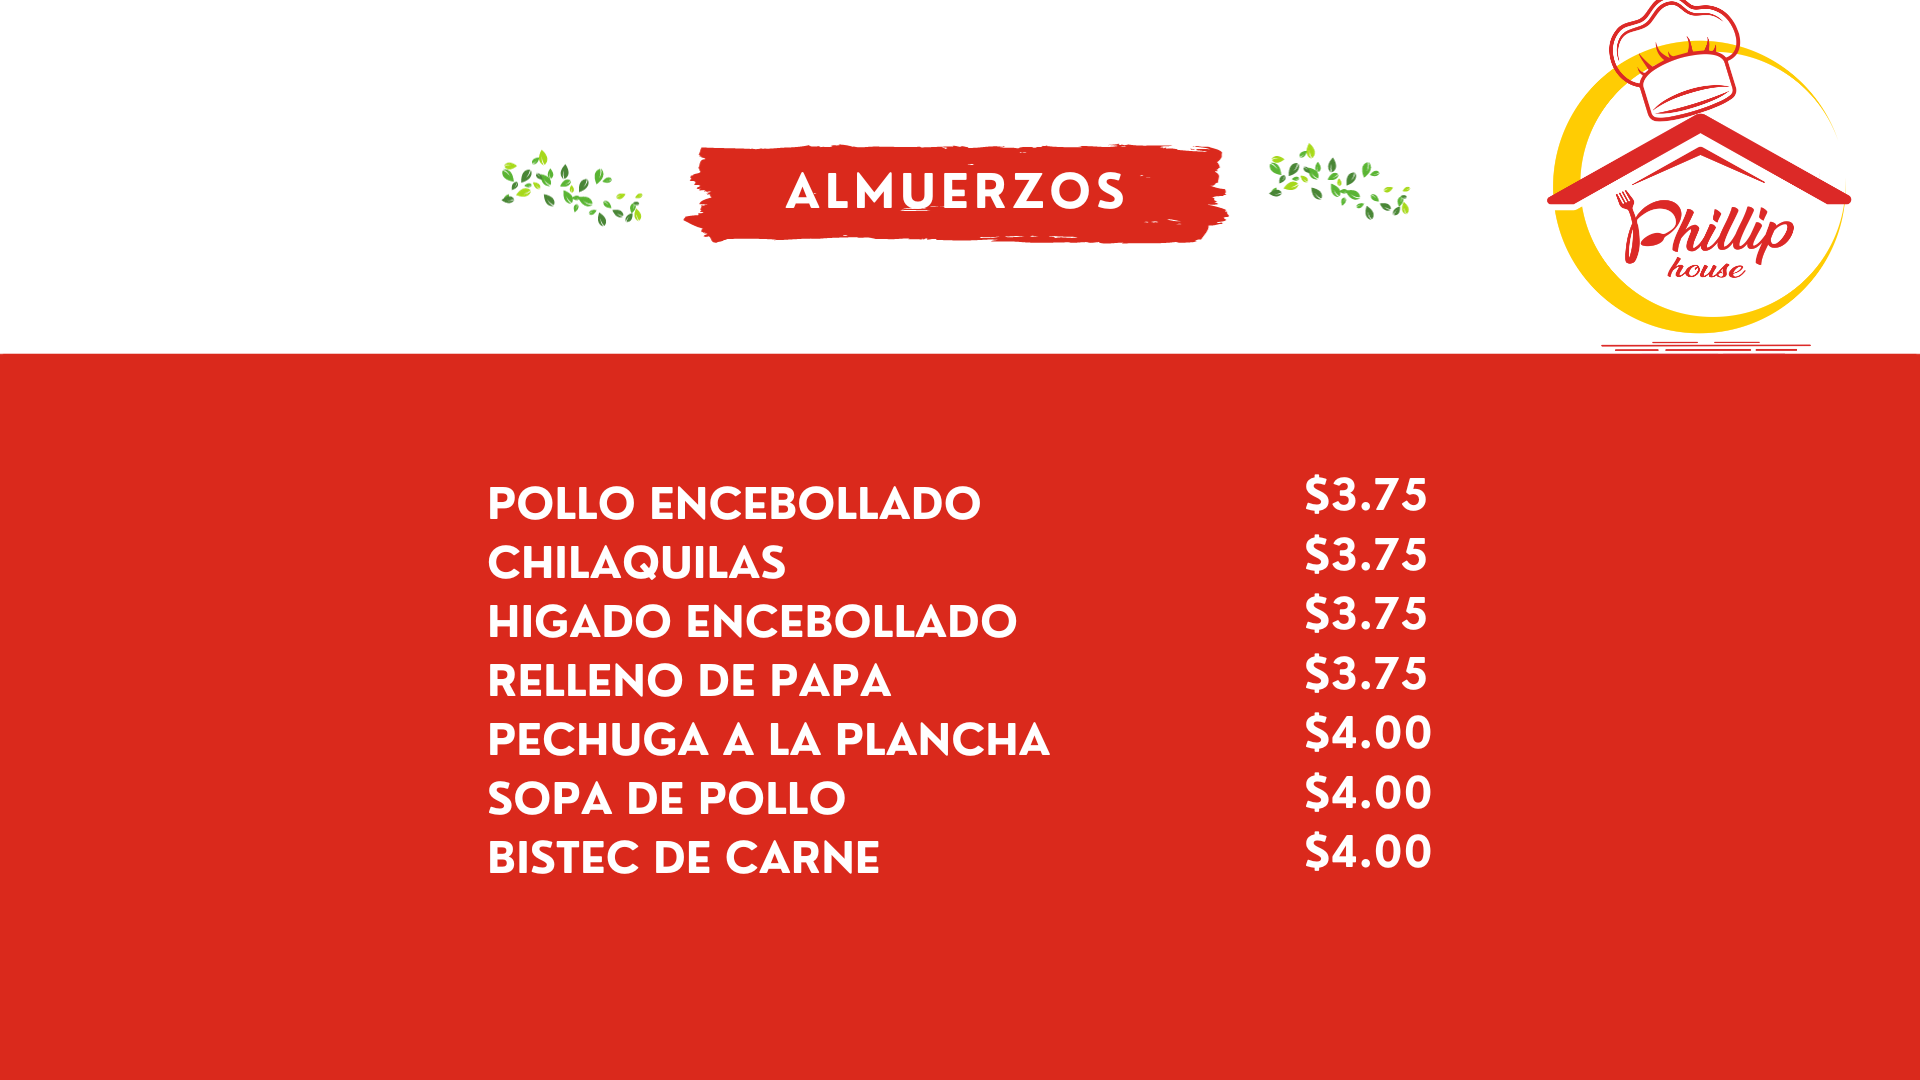 ALMUERZOS
Phillip
house
POLLO ENCEBOLLADO $3.75
CHILAQUILAS $3.75
HIGADO ENCEBOLLADO $3.75
RELLENO DE PAPA $3.75
PECHUGA A LA PLANCHA $4.00
SOPA DE POLLO $4.00
BISTEC DE CARNE $4.00